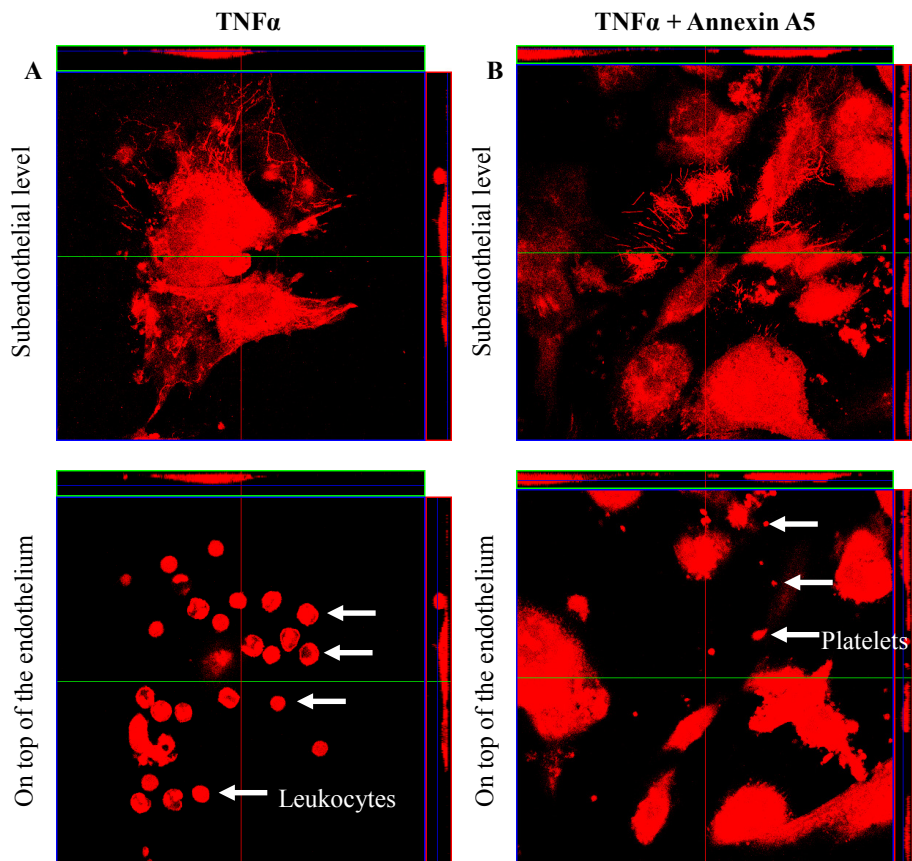 TNFα
TNFα + Annexin A5
A
B
Subendothelial level
Subendothelial level
On top of the endothelium
Leukocytes
On top of the endothelium
Platelets